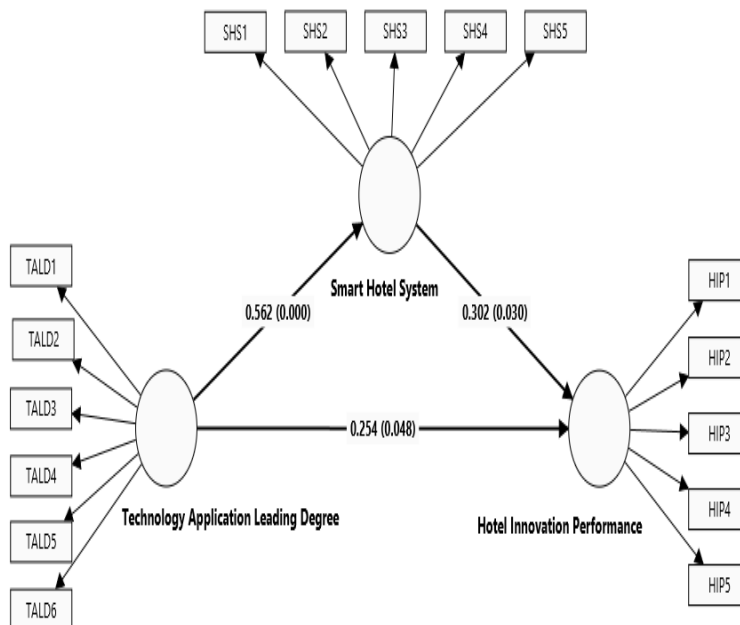 SHS1
SHS2
SHS3
SHS4
SHS5
TALD1
TALD2
TALD3
TALD4
TALD5
TALD6
0.562 (0.000)
Smart Hotel System
0.302 (0.030)
0.254 (0.048)
Technology Application Leading Degree
Hotel Innovation Performance
HIP1
HIP2
HIP3
HIP4
HIP5